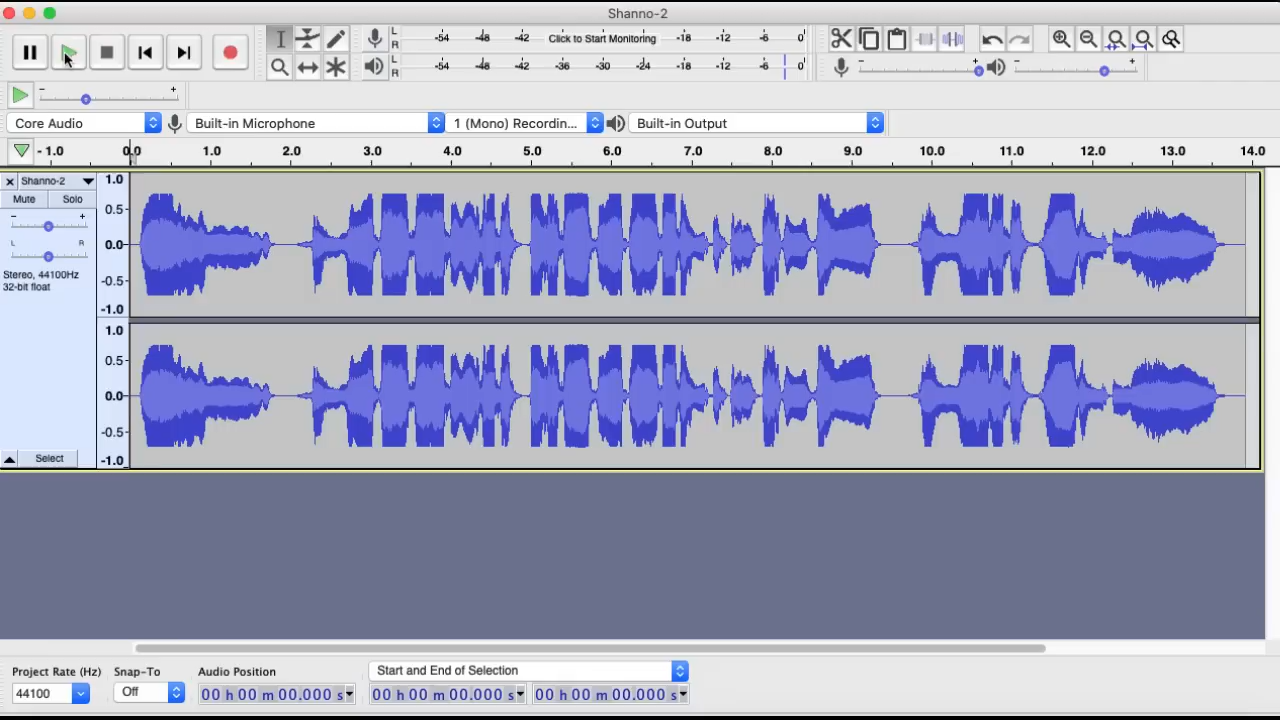 Shanno-2
L
R
-54 -48 -42 Click to Start Monitoring -18 -12 -6 0
L
R
-54 -48 -42 -36 -30 -24 -18 -12 -6 0
- +
- +
- +
Core Audio
Built-in Microphone
1 (Mono) Recordin...
Built-in Output
-1.0 0.0 1.0 2.0 3.0 4.0 5.0 6.0 7.0 8.0 9.0 10.0 11.0 12.0 13.0 14.0
Shanno-2
Mute Solo
- +
L R
Stereo, 44100Hz
32-bit float
Select
1.0
0.5-
0.0-
-0.5-
-1.0
1.0
0.5-
0.0-
-0.5-
-1.0
Project Rate (Hz) Snap-To Audio Position Start and End of Selection
44100 Off 00 h 00 m 00.000 s 00 h 00 m 00.000 s 00 h 00 m 00.000 s